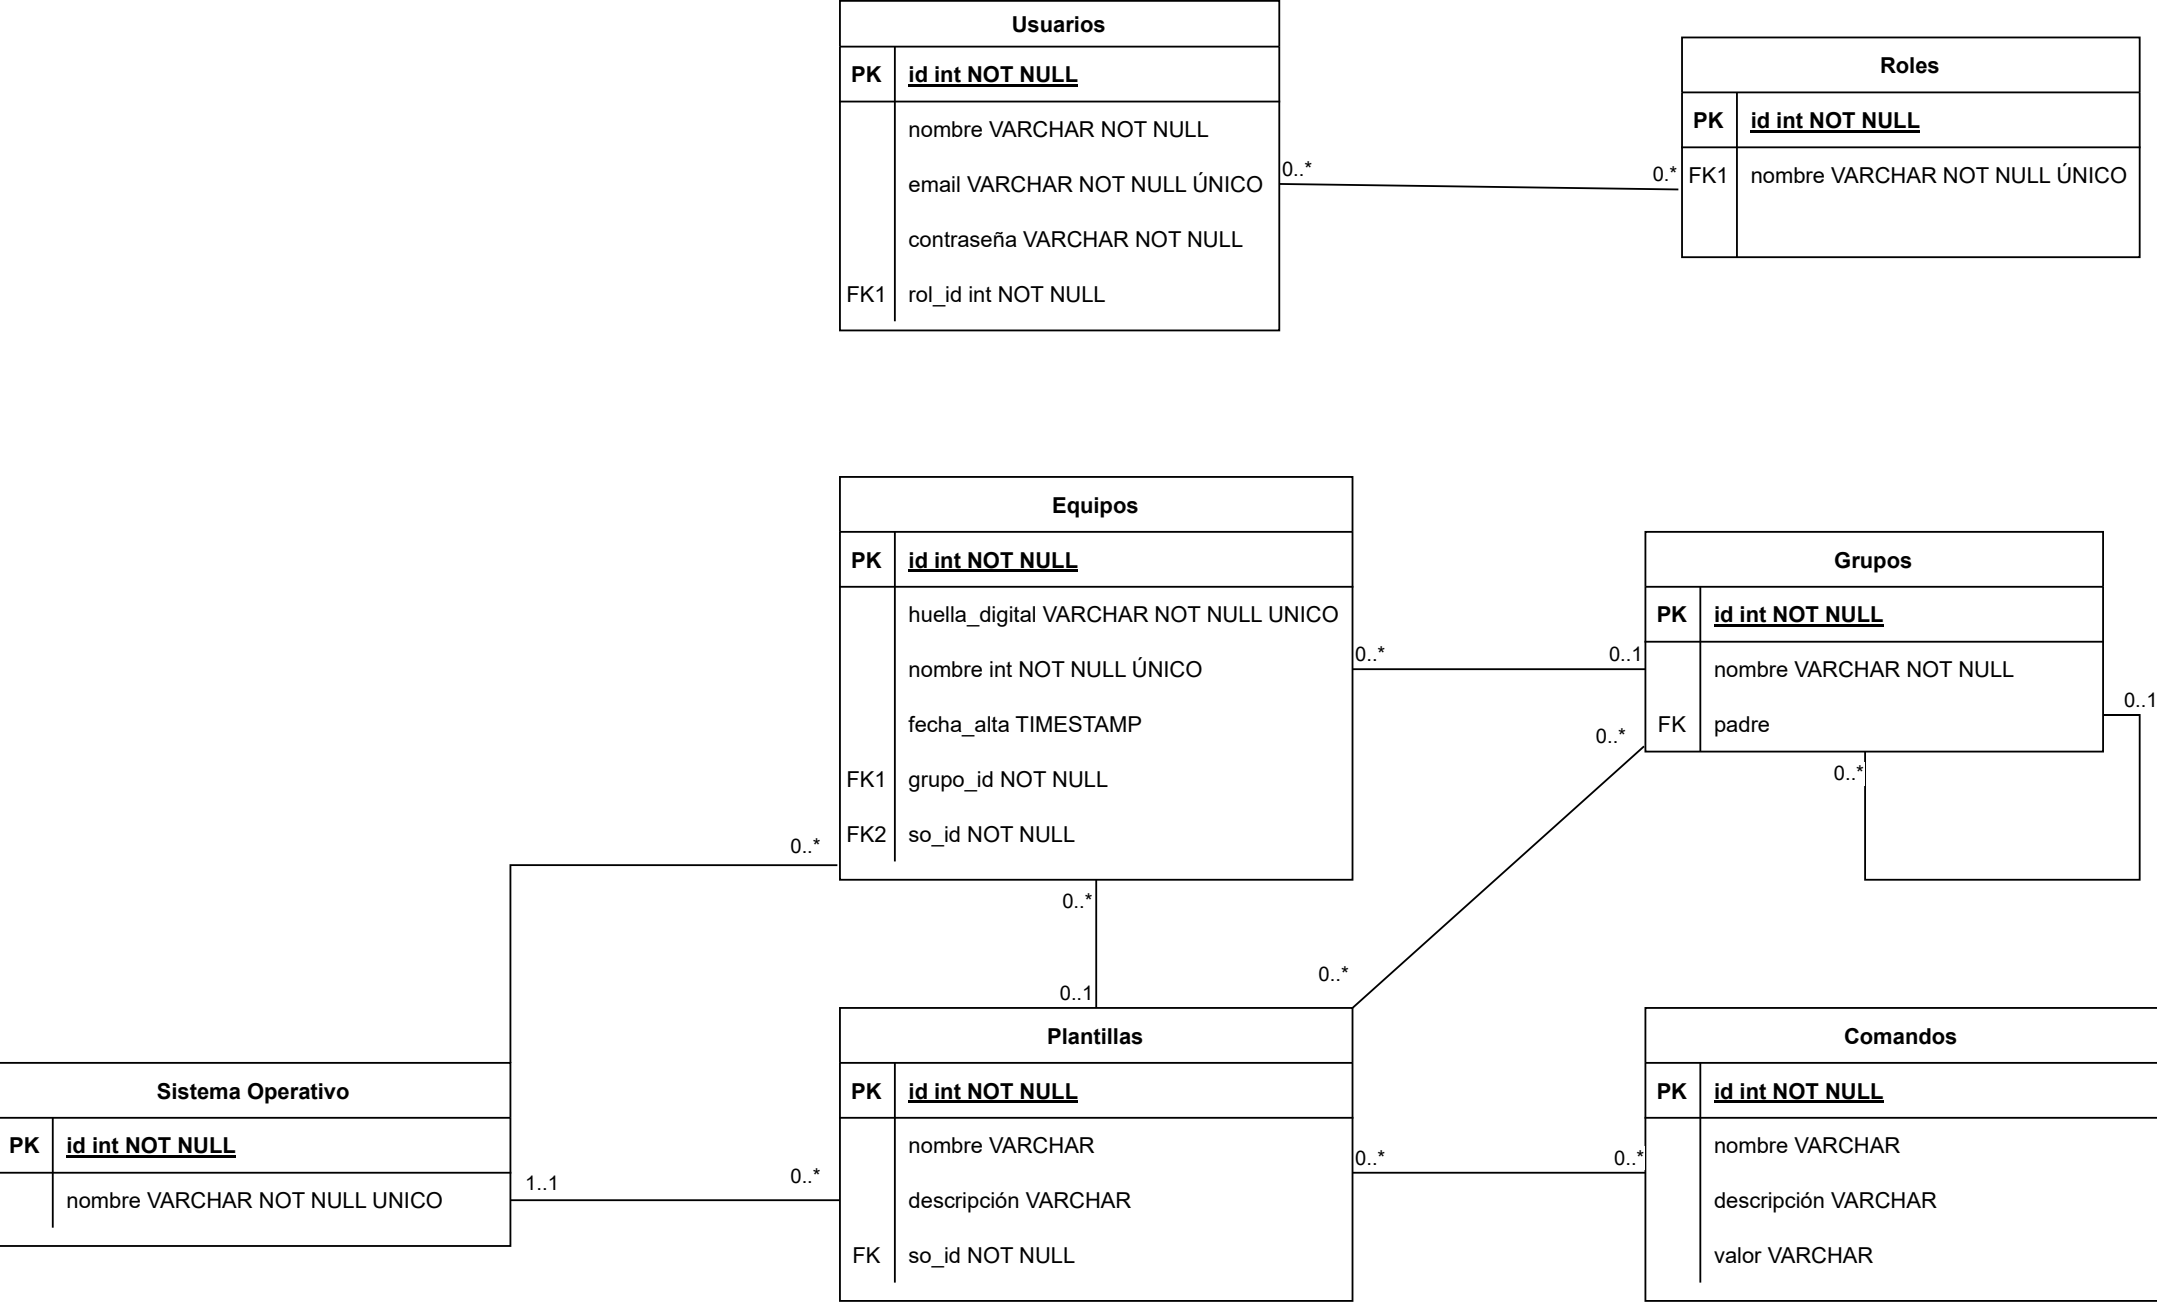 Usuarios
PK id int NOT NULL
nombre VARCHAR NOT NULL
email VARCHAR NOT NULL ÚNICO
contraseña VARCHAR NOT NULL
FK1 rol_id int NOT NULL
0..*
0.*
Roles
PK id int NOT NULL
FK1 nombre VARCHAR NOT NULL ÚNICO
Equipos
PK id int NOT NULL
huella_digital VARCHAR NOT NULL UNICO
nombre int NOT NULL ÚNICO
fecha_alta TIMESTAMP
FK1 grupo_id NOT NULL
FK2 so_id NOT NULL
0..*
0..1
Grupos
PK id int NOT NULL
nombre VARCHAR NOT NULL
FK padre
0..1
0..*
0..*
0..*
0..*
0..1
0..*
Sistema Operativo
PK id int NOT NULL
nombre VARCHAR NOT NULL UNICO
1..1
0..*
Plantillas
PK id int NOT NULL
nombre VARCHAR
descripción VARCHAR
FK so_id NOT NULL
0..*
0..*
Comandos
PK id int NOT NULL
nombre VARCHAR
descripción VARCHAR
valor VARCHAR